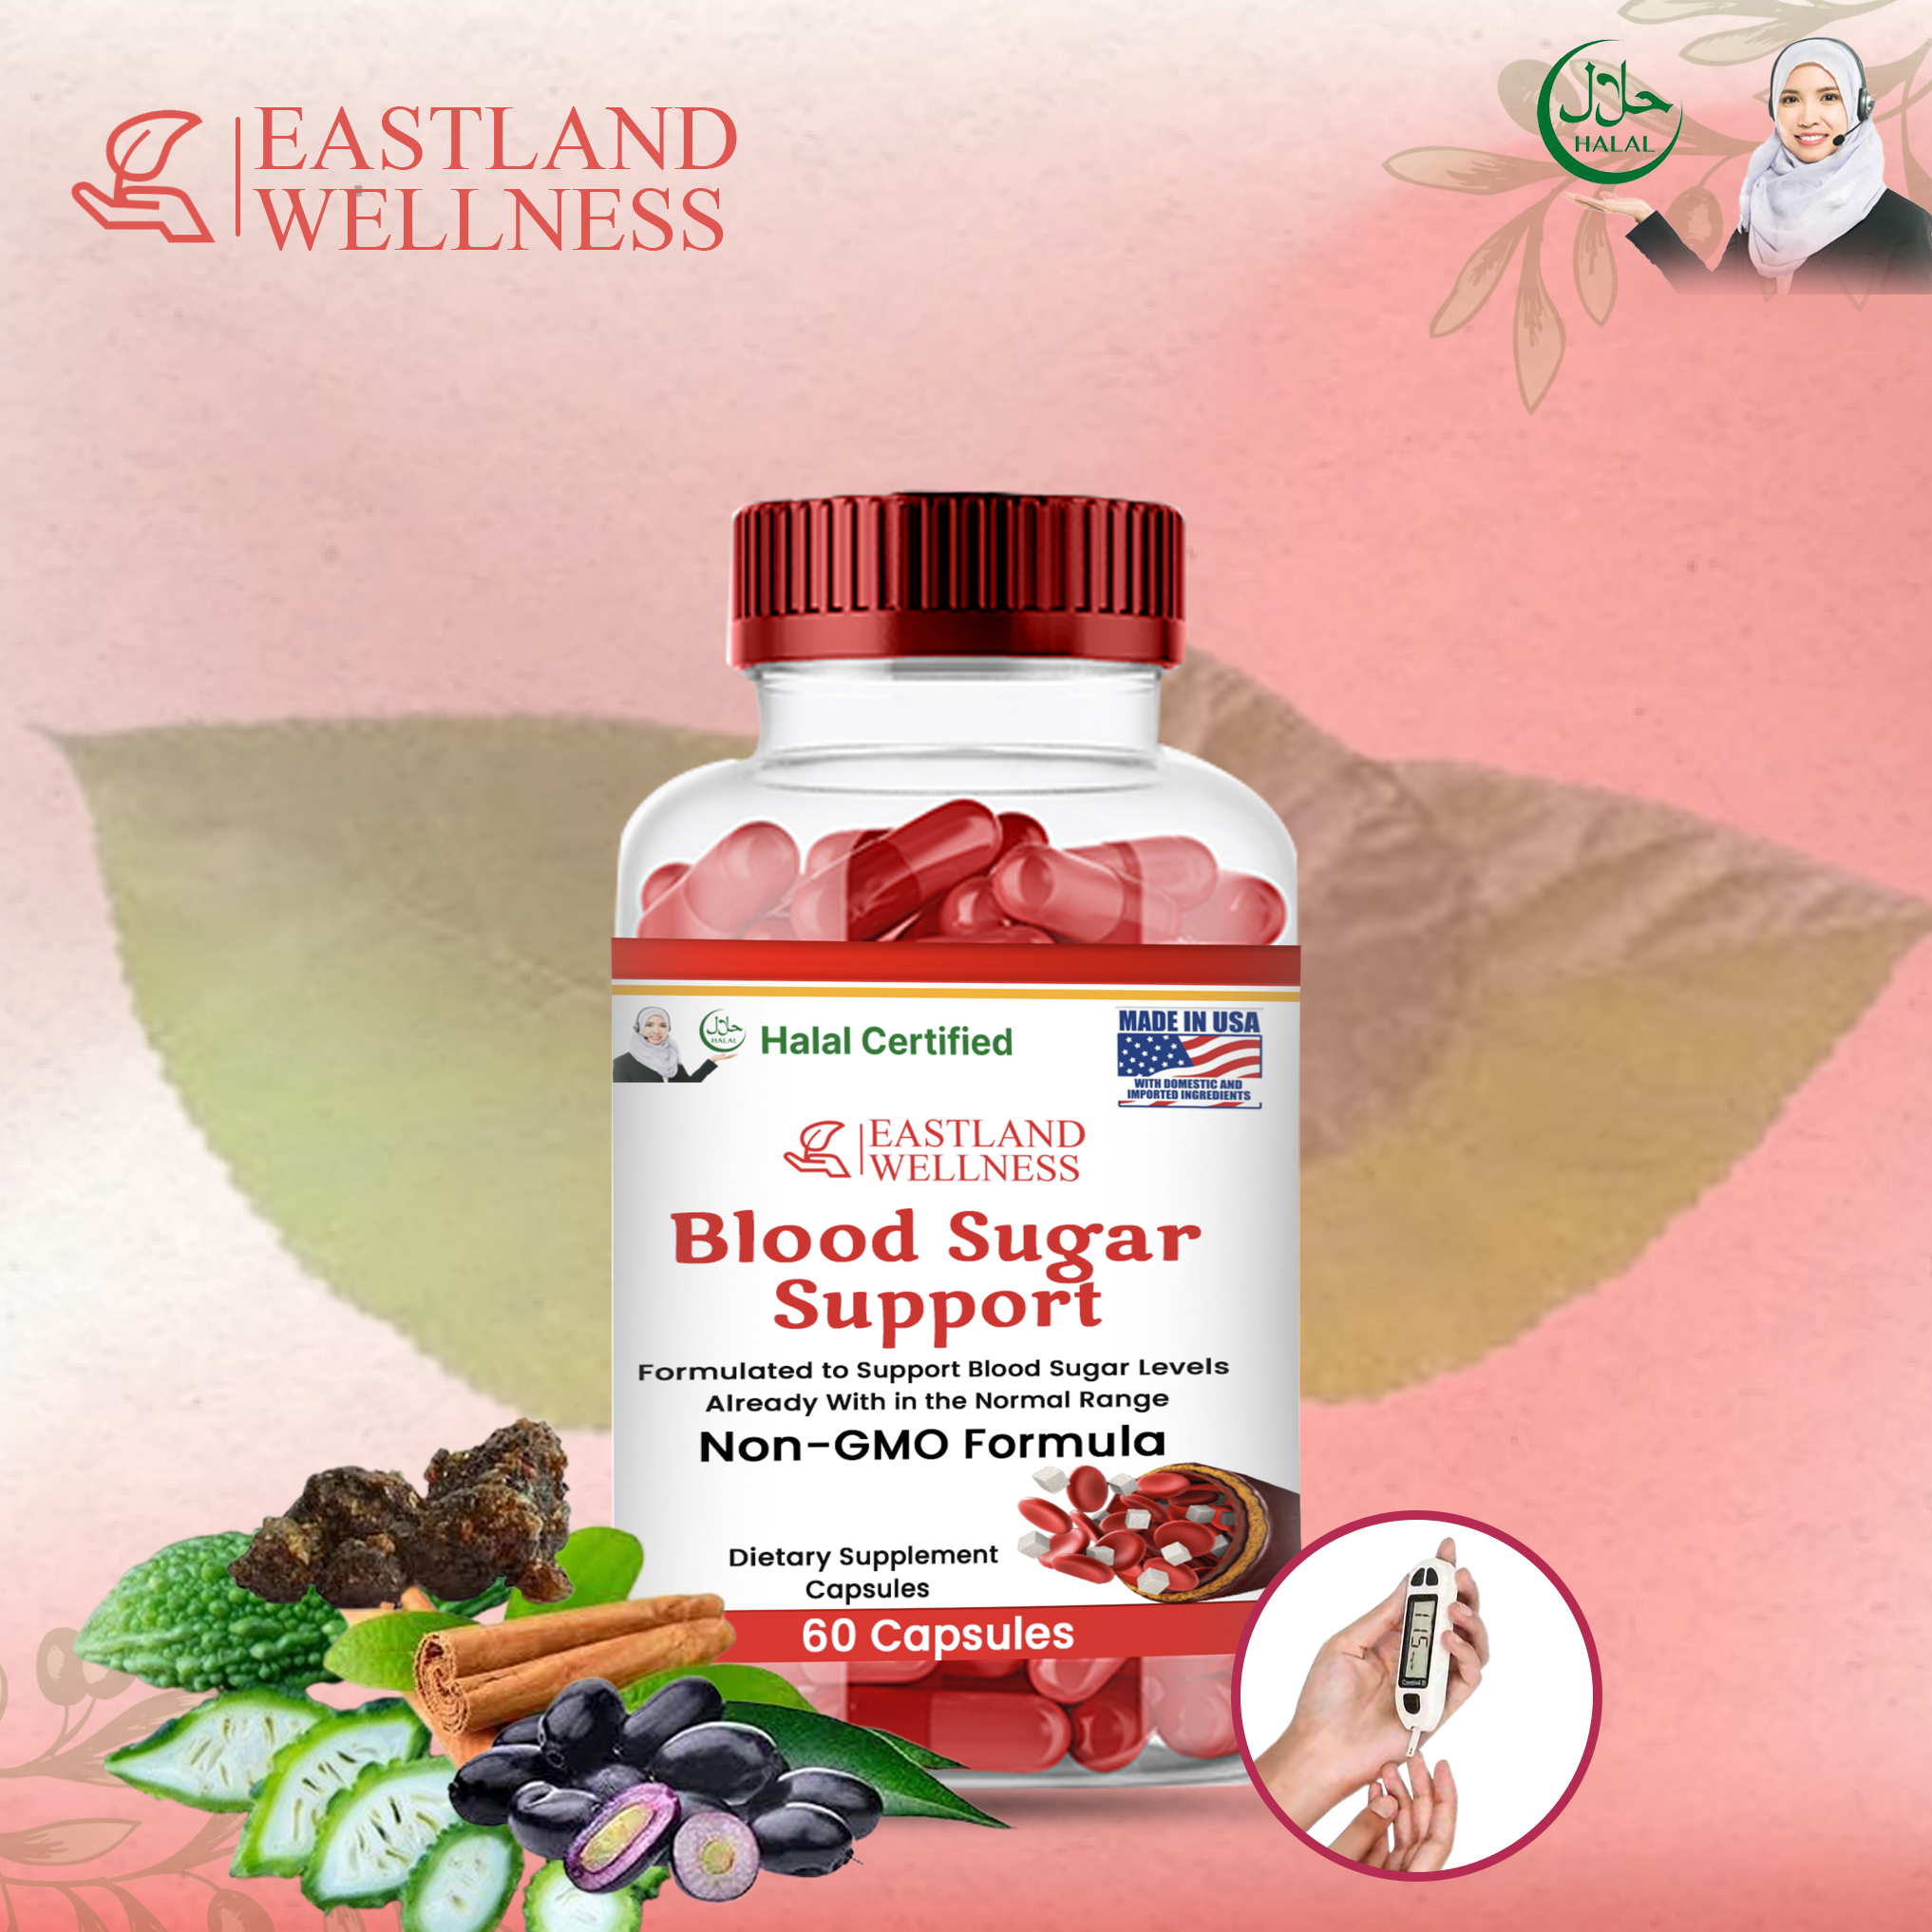 EASTLAND
WELLNESS
حلال
HALAL
حلال
HALAL
Halal Certified
MADE IN USA
WITH DOMESTIC AND
IMPORTED INGREDIENTS
EASTLAND
WELLNESS
Blood Sugar
Support
Formulated to Support Blood Sugar Levels
Already With in the Normal Range
Non-GMO Formula
Dietary Supplement
Capsules
60 Capsules